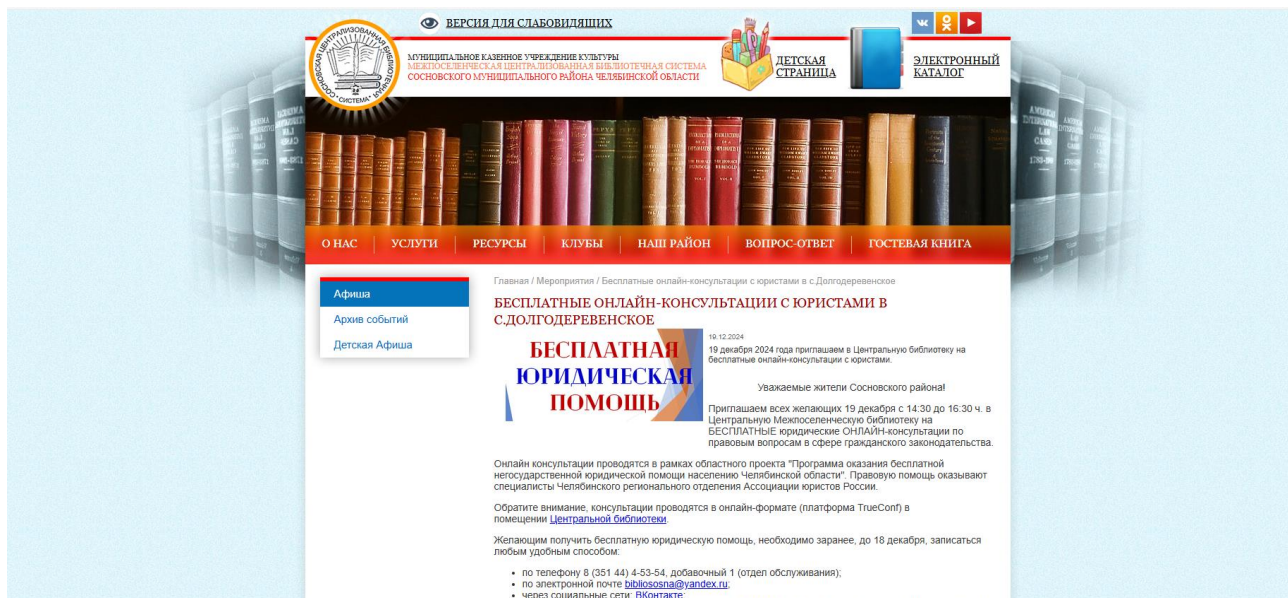 ВЕРСИЯ ДЛЯ СЛАБОВИДЯЩИХ
СОСНОВСКАЯ ЦЕНТРАЛИЗОВАННАЯ БИБЛИОТЕЧНАЯ
СИСТЕМА
МУНИЦИПАЛЬНОЕ КАЗЕННОЕ УЧРЕЖДЕНИЕ КУЛЬТУРЫ
МЕЖПОСЕЛЕНЧЕСКАЯ ЦЕНТРАЛИЗОВАННАЯ БИБЛИОТЕЧНАЯ СИСТЕМА
СОСНОВСКОГО МУНИЦИПАЛЬНОГО РАЙОНА ЧЕЛЯБИНСКОЙ ОБЛАСТИ
ДЕТСКАЯ
СТРАНИЦА
ЭЛЕКТРОННЫЙ
КАТАЛОГ
О НАС
УСЛУГИ
РЕСУРСЫ
КЛУБЫ
НАШ РАЙОН
ВОПРОС-ОТВЕТ
ГОСТЕВАЯ КНИГА
Афиша
Архив событий
Детская Афиша
Главная / Мероприятия / Бесплатные онлайн-консультации с юристами в с.Долгодеревенское
БЕСПЛАТНЫЕ ОНЛАЙН-КОНСУЛЬТАЦИИ С ЮРИСТАМИ В
С.ДОЛГОДЕРЕВЕНСКОЕ
БЕСПЛАТНАЯ
ЮРИДИЧЕСКАЯ
ПОМОЩЬ
19.12.2024
19 декабря 2024 года приглашаем в Центральную библиотеку на
бесплатные онлайн-консультации с юристами.
Уважаемые жители Сосновского района!
Приглашаем всех желающих 19 декабря с 14:30 до 16:30 ч. в
Центральную Межпоселенческую библиотеку на
БЕСПЛАТНЫЕ юридические ОНЛАЙН-консультации по
правовым вопросам в сфере гражданского законодательства.
Онлайн консультации проводятся в рамках областного проекта "Программа оказания бесплатной
негосударственной юридической помощи населению Челябинской области". Правовую помощь оказывают
специалисты Челябинского регионального отделения Ассоциации юристов России.
Обратите внимание, консультации проводятся в онлайн-формате (платформа TrueConf) в
помещении Центральной библиотеки.
Желающим получить бесплатную юридическую помощь, необходимо заранее, до 18 декабря, записаться
любым удобным способом:
• по телефону 8 (351 44) 4-53-54, добавочный 1 (отдел обслуживания);
• по электронной почте bibliososna@yandex.ru;
• через социальные сети: ВКонтакте;